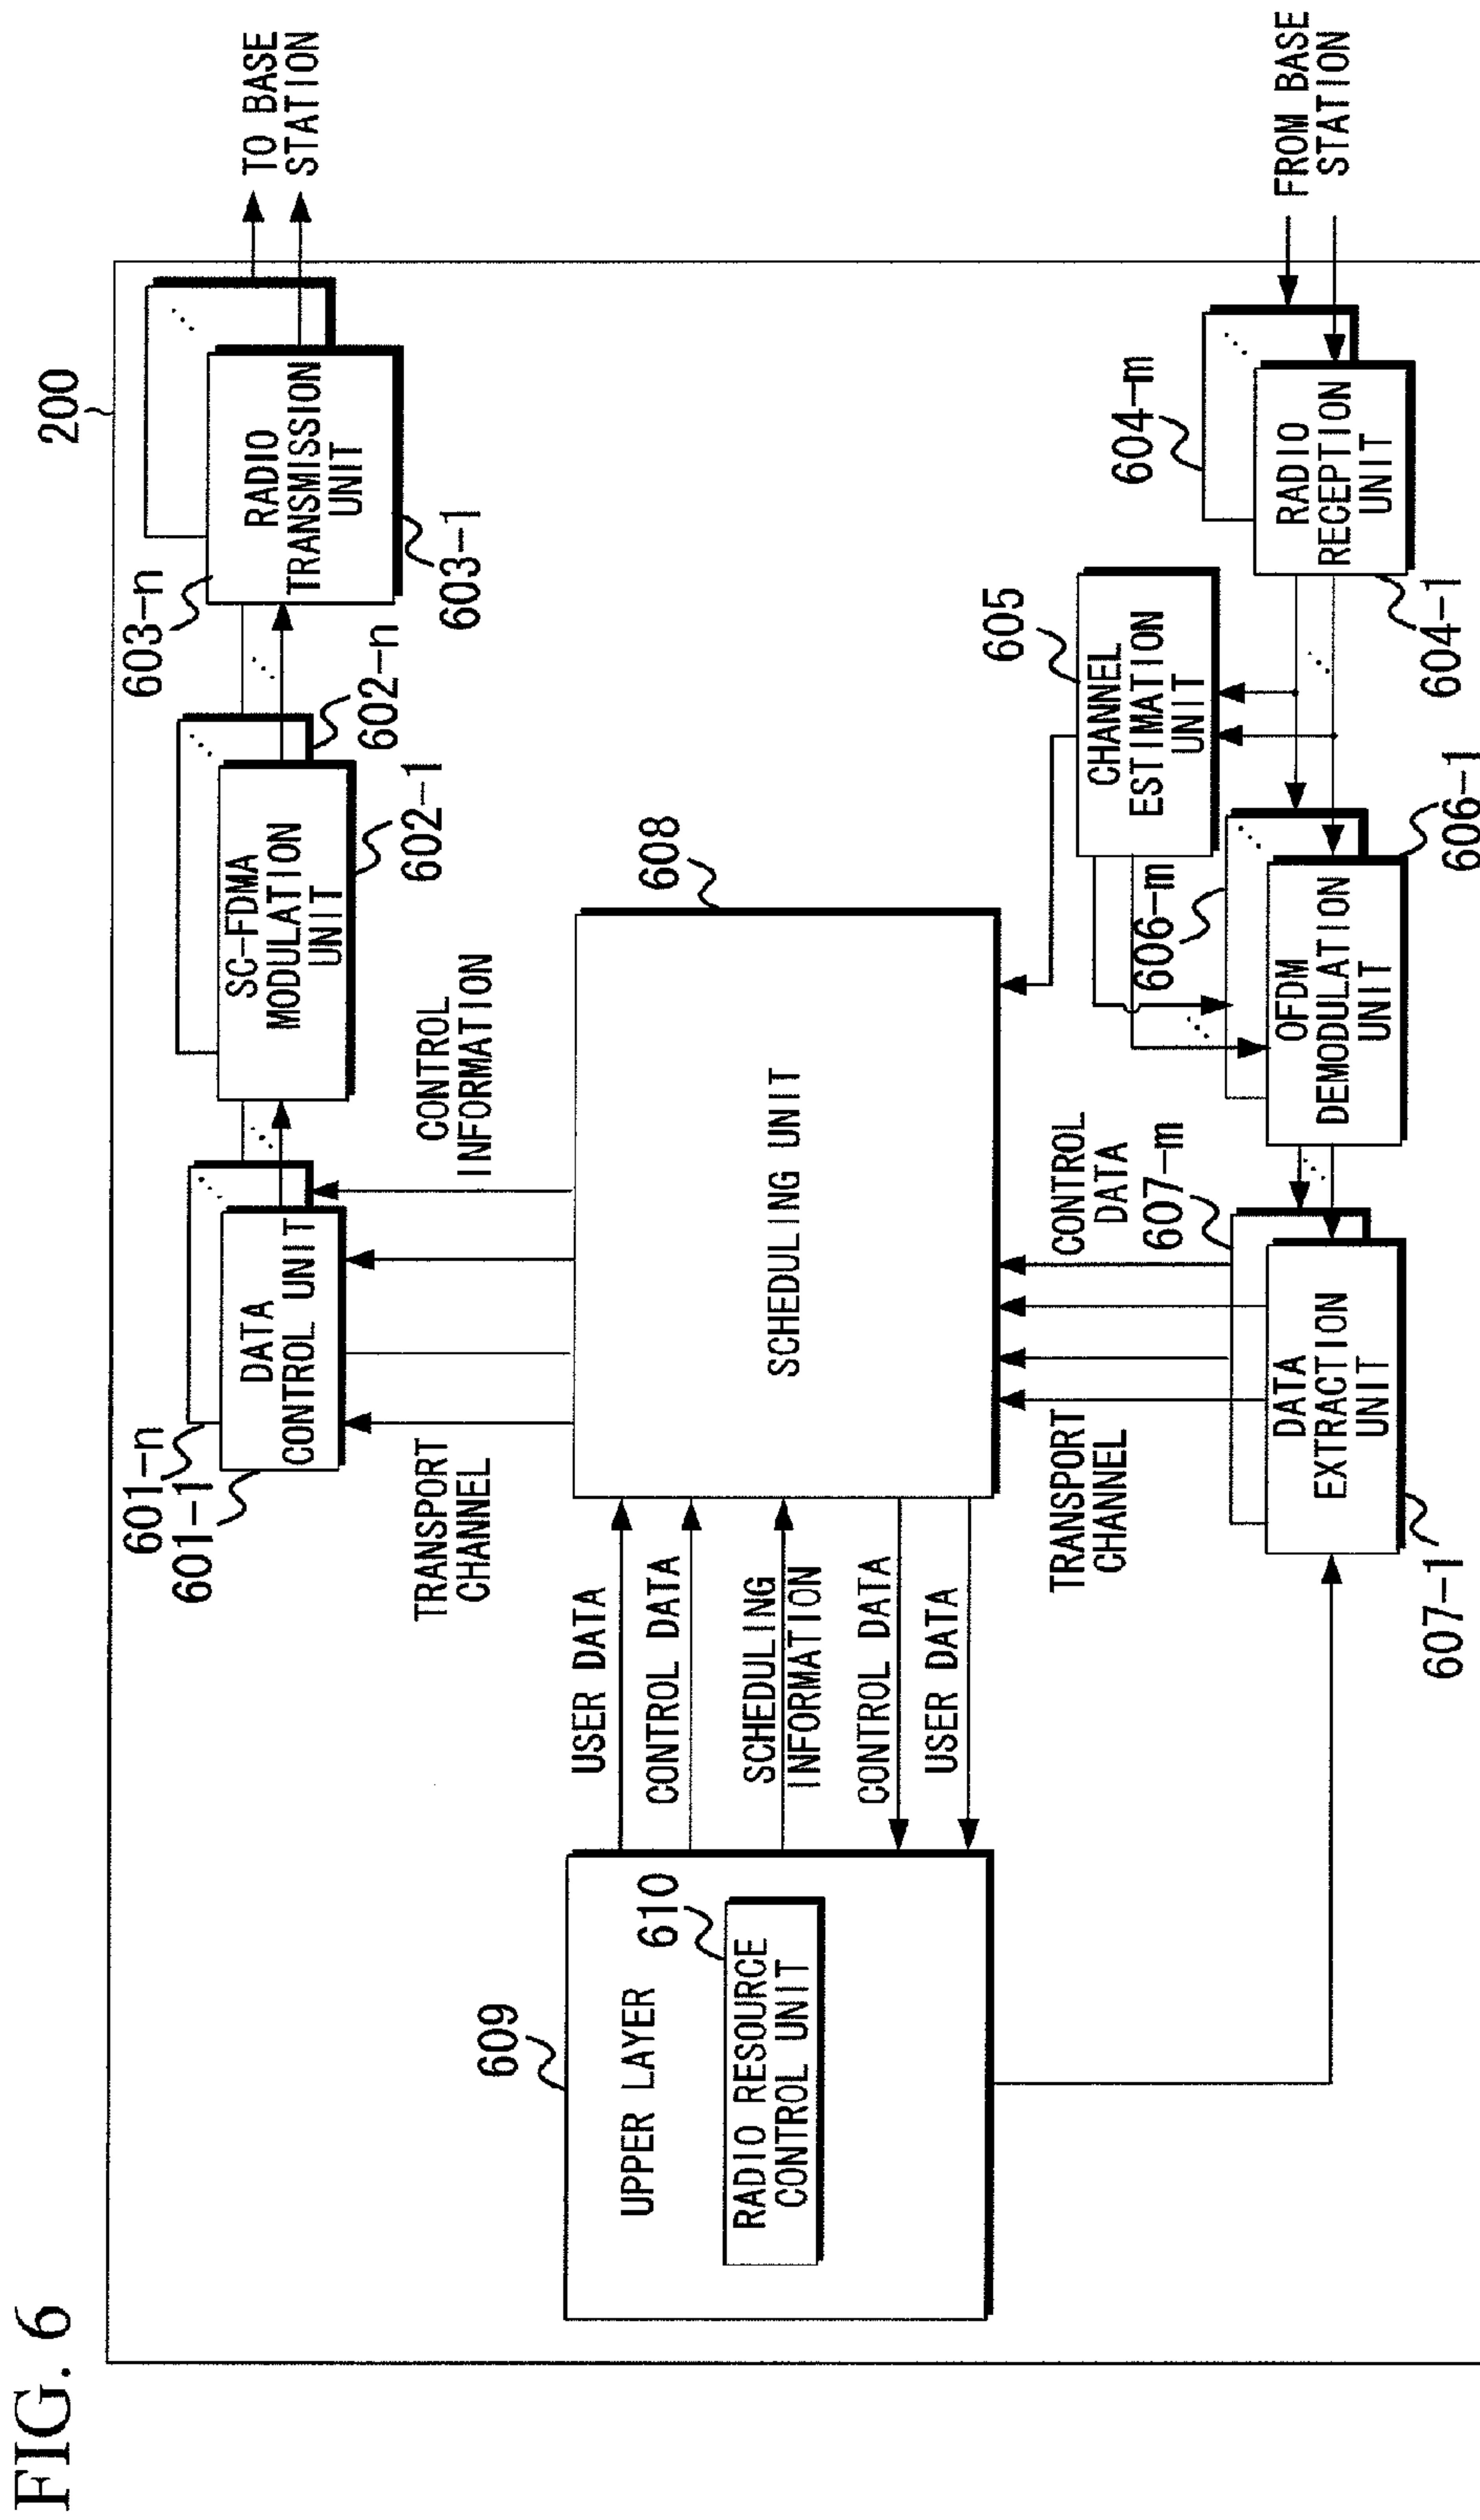 FIG. 6
200
609
UPPER LAYER
610
RADIO RESOURCE
CONTROL UNIT
USER DATA
CONTROL DATA
SCHEDULING
INFORMATION
CONTROL DATA
USER DATA
601-n
601-1
DATA
CONTROL UNIT
TRANSPORT
CHANNEL
CONTROL
INFORMATION
SC-FDMA
MODULATION
UNIT
602-1
602-n
603-n
RADIO
TRANSMISSION
UNIT
603-1
TO BASE
STATION
608
SCHEDULING UNIT
TRANSPORT
CHANNEL
CONTROL
DATA
607-m
DATA
EXTRACTION
UNIT
607-1
606-m
OFDM
DEMODULATION
UNIT
606-1
605
CHANNEL
ESTIMATION
UNIT
604-m
RADIO
RECEPTION
UNIT
604-1
FROM BASE
STATION